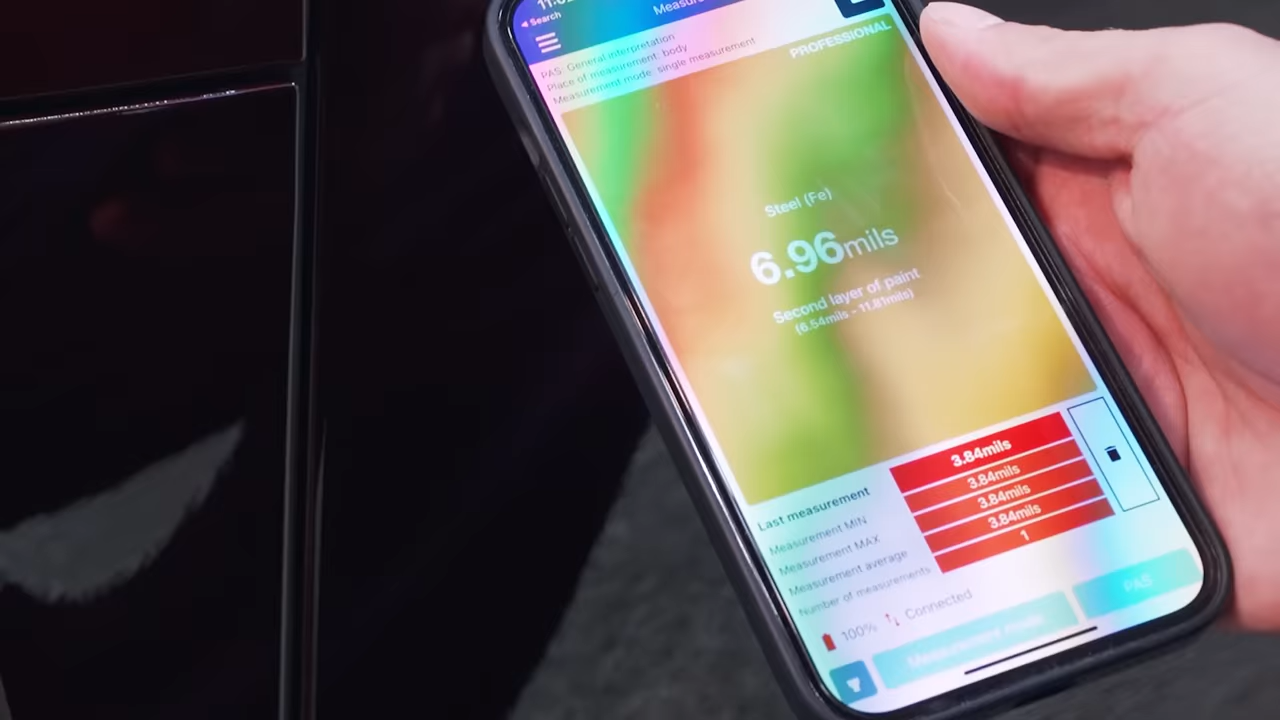 Search
PAS: General interpretation
Place of measurement: body
Measurement mode: single measurement
PROFESSIONAL
Steel (Fe)
6.96mils
Second layer of paint
(6.54mils - 11.81mils)
Last measurement 3.84mils
Measurement MIN 3.84mils
Measurement MAX 3.84mils
Measurement average 3.84mils
Number of measurements 1
100% Connected
PAS